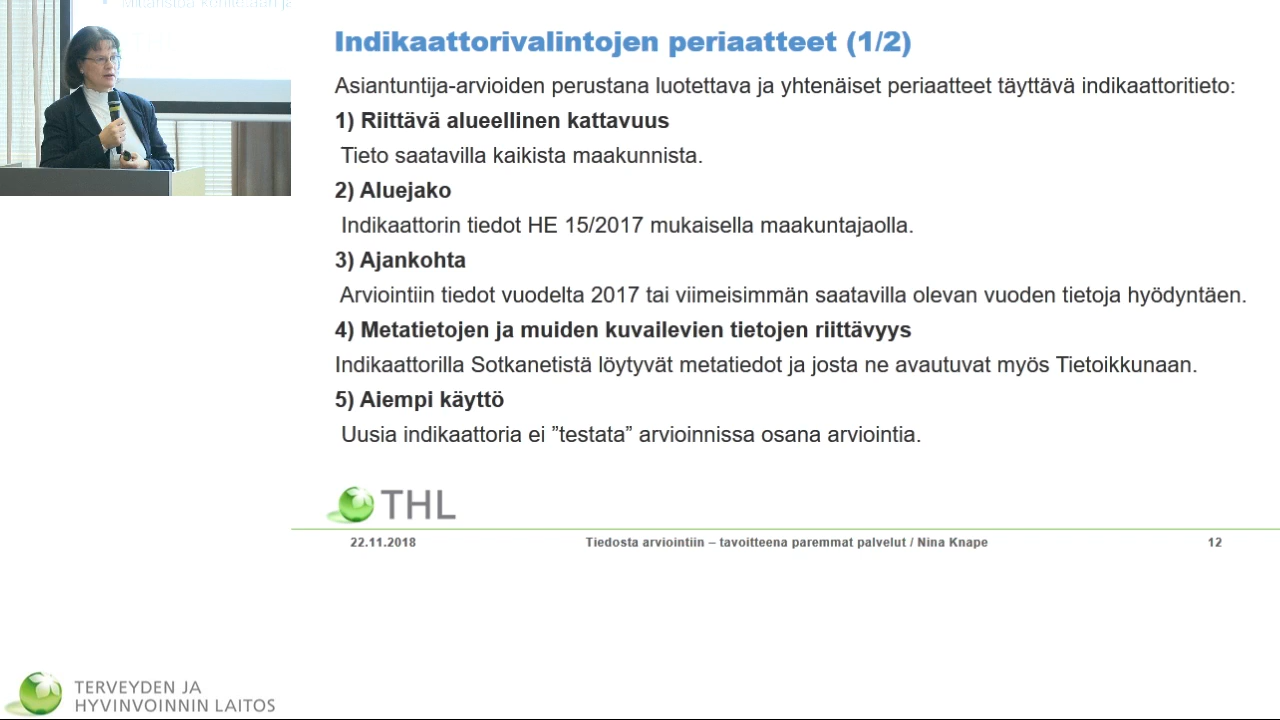 Indikaattorivalintojen periaatteet (1/2)
Asiantuntija-arvioiden perustana luotettava ja yhtenäiset periaatteet täyttävä indikaattoritieto:
1) Riittävä alueellinen kattavuus
Tieto saatavilla kaikista maakunnista.
2) Aluejako
Indikaattorin tiedot HE 15/2017 mukaisella maakuntajaolla.
3) Ajankohta
Arviointiin tiedot vuodelta 2017 tai viimeisimmän saatavilla olevan vuoden tietoja hyödyntäen.
4) Metatietojen ja muiden kuvailevien tietojen riittävyys
Indikaattorilla Sotkanetistä löytyvät metatiedot ja josta ne avautuvat myös Tietoikkunaan.
5) Aiempi käyttö
Uusia indikaattoria ei ”testata” arvioinnissa osana arviointia.
THL
22.11.2018 Tiedosta arviointiin – tavoitteena paremmat palvelut / Nina Knape 12
TERVEYDEN JA
HYVINVOINNIN LAITOS